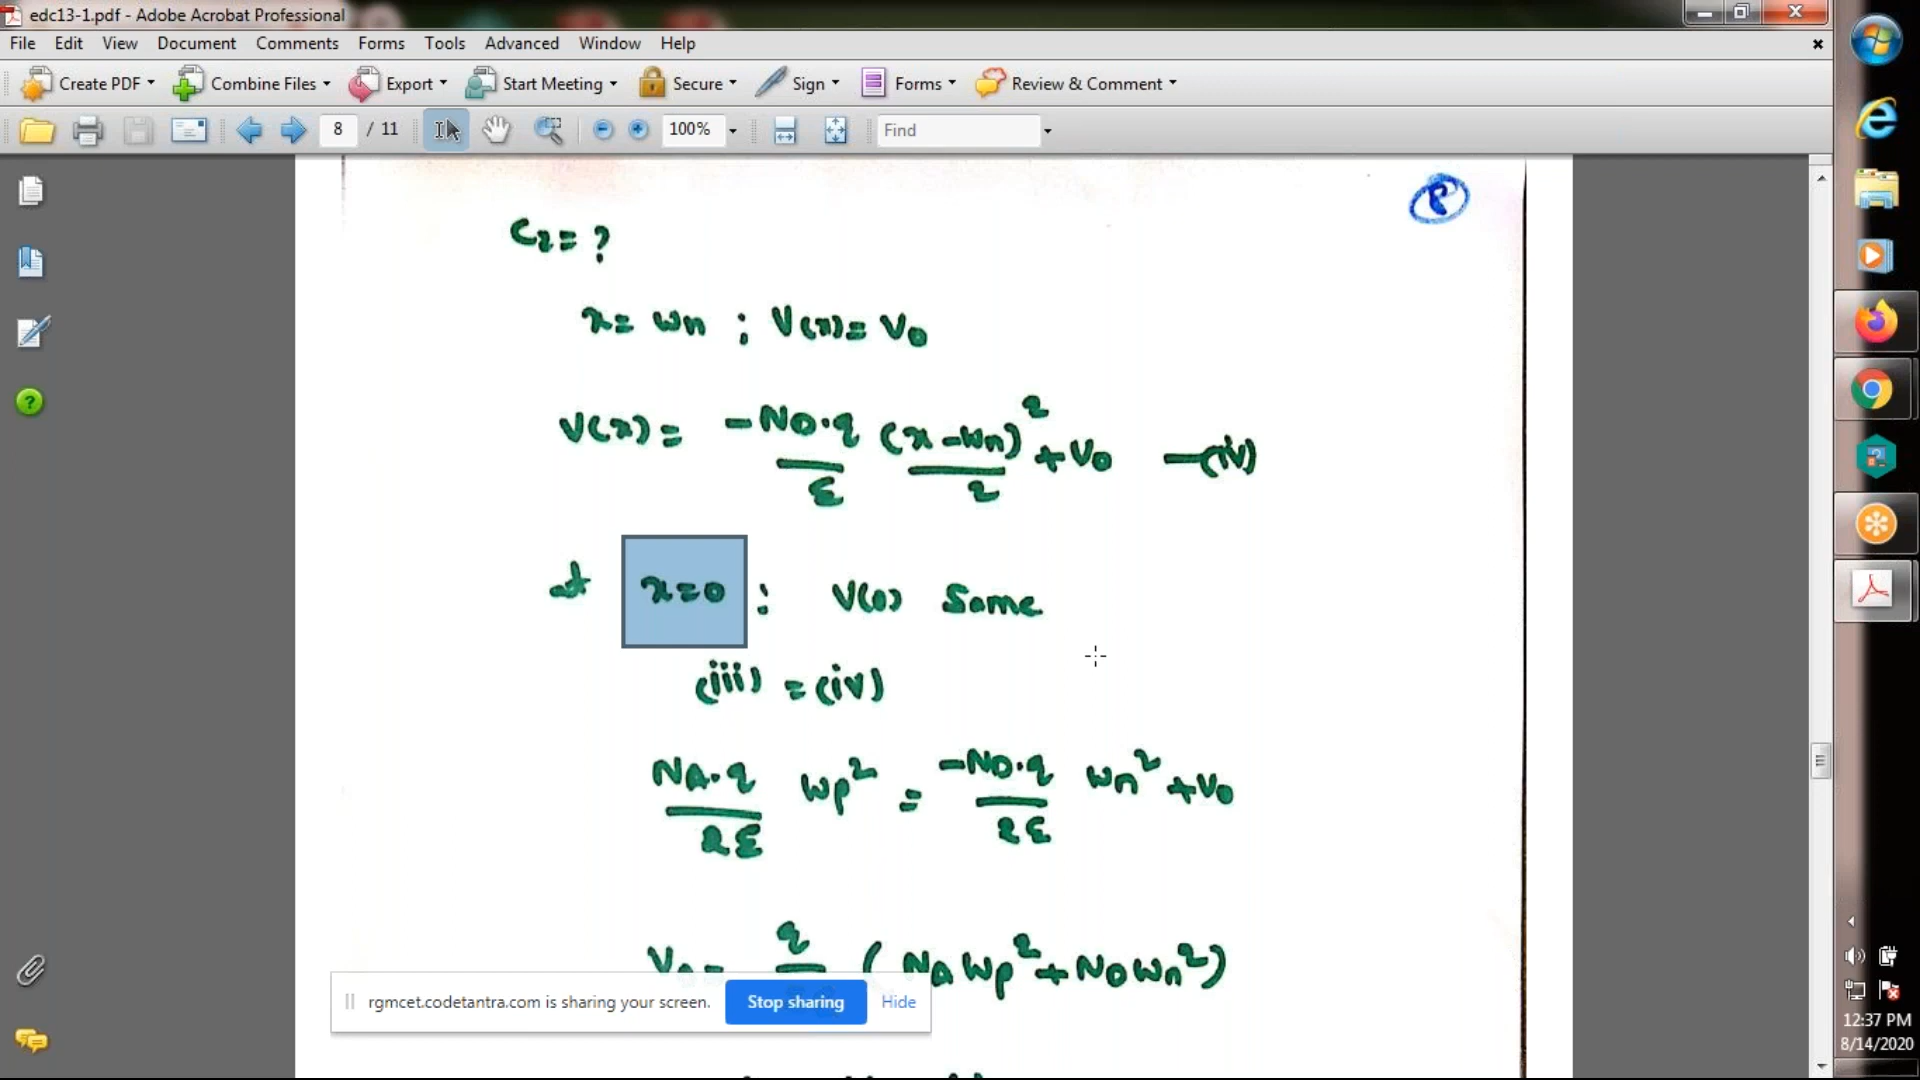 edc13-1.pdf - Adobe Acrobat Professional
File Edit View Document Comments Forms Tools Advanced Window Help
Create PDF Combine Files Export Start Meeting Secure Sign Forms Review & Comment
8 / 11 100% Find
8
C2 = ?
x = Wn ; V(x) = V0
V(x) = -ND.q/ε (x-Wn)²/2 + V0 —(iv)
at x=0 : V(0) Same
(iii) = (iv)
NA.q/2ε Wp² = -ND.q/2ε Wn² + V0
V0 = q ( NA Wp² + ND Wn² )
rgmcet.codetantra.com is sharing your screen. Stop sharing Hide
12:37 PM
8/14/2020